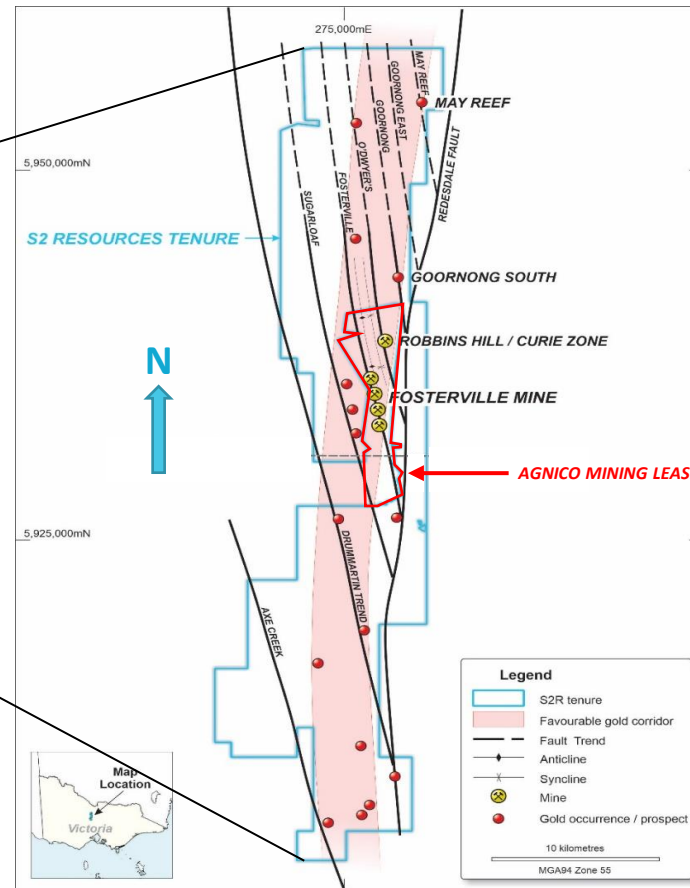 275,000mE
MAY REEF
GOORNONG EAST
GOORNONG
O'DWYER'S
FOSTERVILLE
SUGARLOAF
MAY REEF
REDESDALE FAULT
5,950,000mN
S2 RESOURCES TENURE
GOORNONG SOUTH
ROBBINS HILL / CURIE ZONE
N
FOSTERVILLE MINE
AGNICO MINING LEAS
5,925,000mN
DRUMMARTIN TREND
AXE CREEK
Legend
S2R tenure
Favourable gold corridor
Fault Trend
Anticline
Syncline
Mine
Gold occurrence / prospect
10 kilometres
MGA94 Zone 55
Map
Location
Victoria